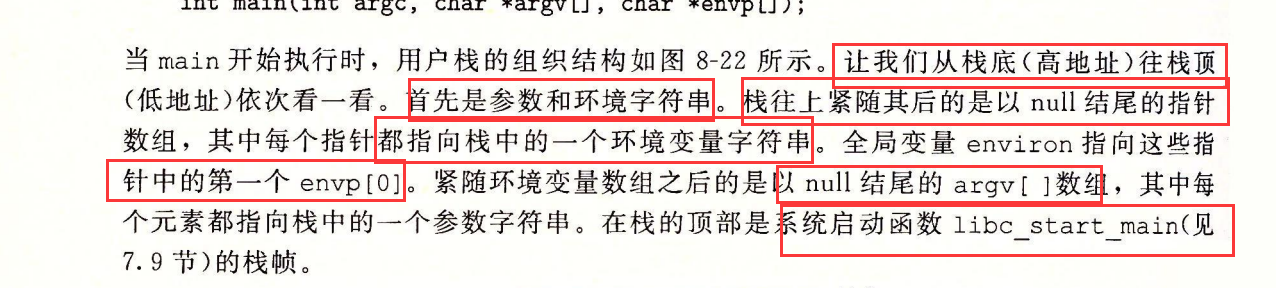 int main(int argc, char *argv[], char *envp[]);
当 main 开始执行时，用户栈的组织结构如图 8-22 所示。让我们从栈底(高地址)往栈顶
(低地址)依次看一看。首先是参数和环境字符串。栈往上紧随其后的是以 null 结尾的指针
数组，其中每个指针都指向栈中的一个环境变量字符串。全局变量 environ 指向这些指
针中的第一个 envp[0]。紧随环境变量数组之后的是以 null 结尾的 argv[ ]数组，其中每
个元素都指向栈中的一个参数字符串。在栈的顶部是系统启动函数 libc_start_main(见
7.9 节)的栈帧。